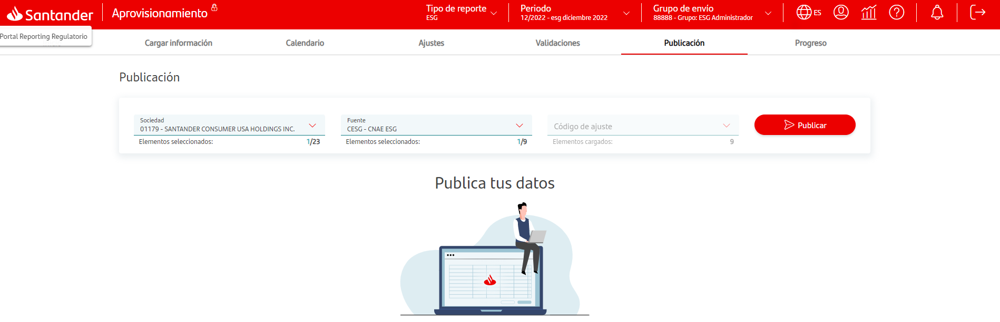 Santander
Aprovisionamiento
Tipo de reporte
ESG
Periodo
12/2022 - esg diciembre 2022
Grupo de envío
88888 - Grupo: ESG Administrador
ES
Portal Reporting Regulatorio
Cargar información
Calendario
Ajustes
Validaciones
Publicación
Progreso
Publicación
Sociedad
01179 - SANTANDER CONSUMER USA HOLDINGS INC.
Elementos seleccionados: 1/23
Fuente
CESG - CNAE ESG
Elementos seleccionados: 1/9
Código de ajuste
Elementos cargados: 9
Publicar
Publica tus datos